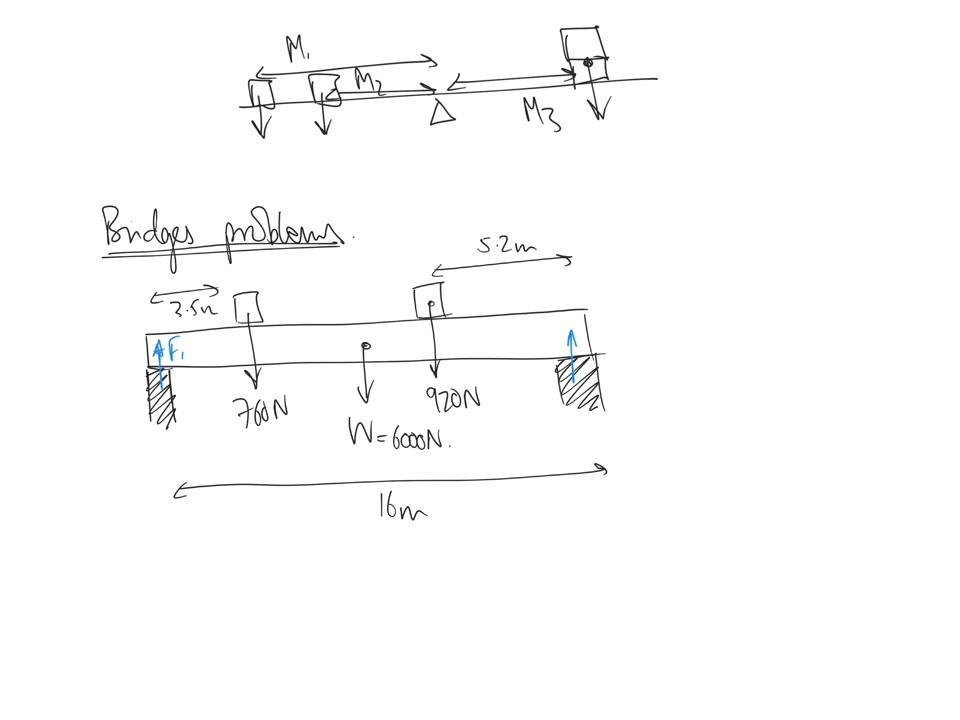 M₁
M₂
M₃
Bridges problems.
5.2m
3.5m
F₁
760N
920N
W=6000N.
16m